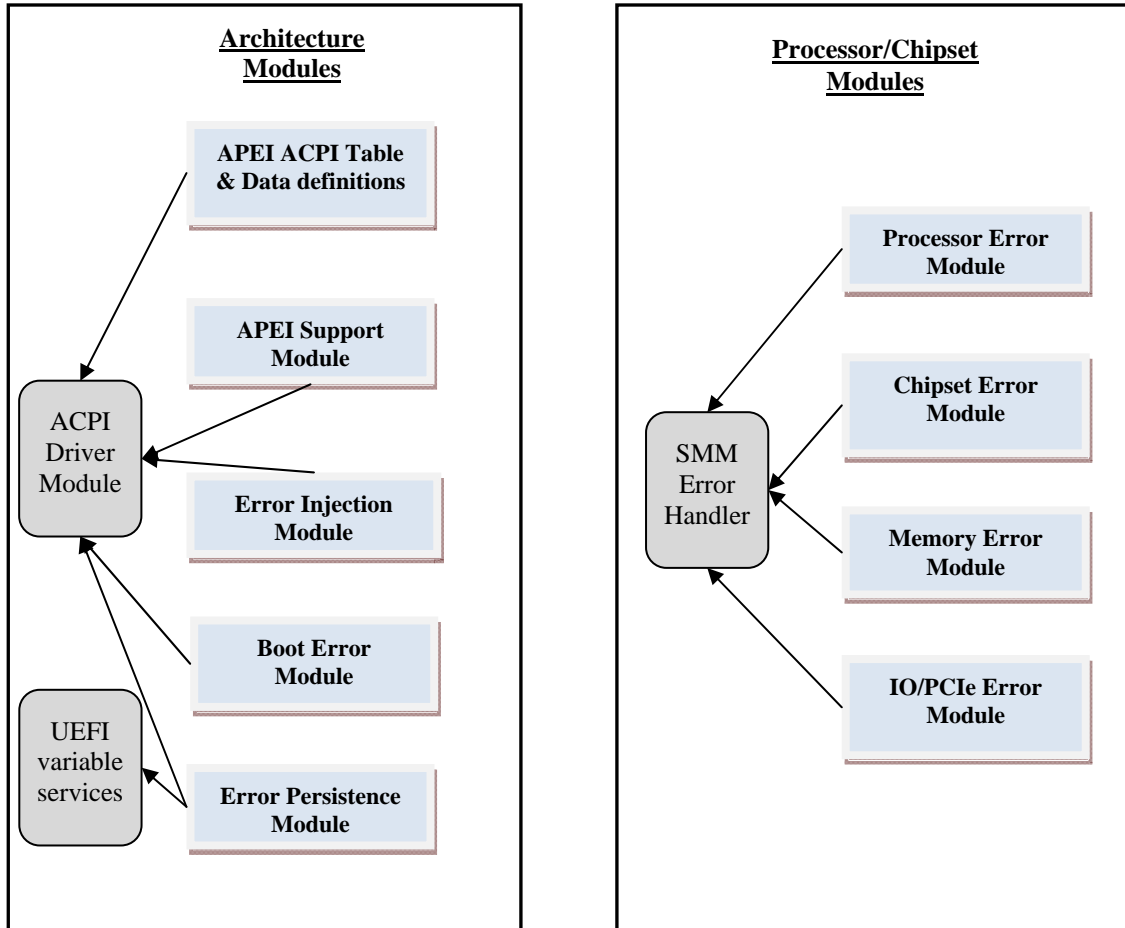 Architecture
Modules
APEI ACPI Table
& Data definitions
APEI Support
Module
ACPI
Driver
Module
Error Injection
Module
Boot Error
Module
UEFI
variable
services
Error Persistence
Module
Processor/Chipset
Modules
Processor Error
Module
Chipset Error
Module
SMM
Error
Handler
Memory Error
Module
IO/PCIe Error
Module